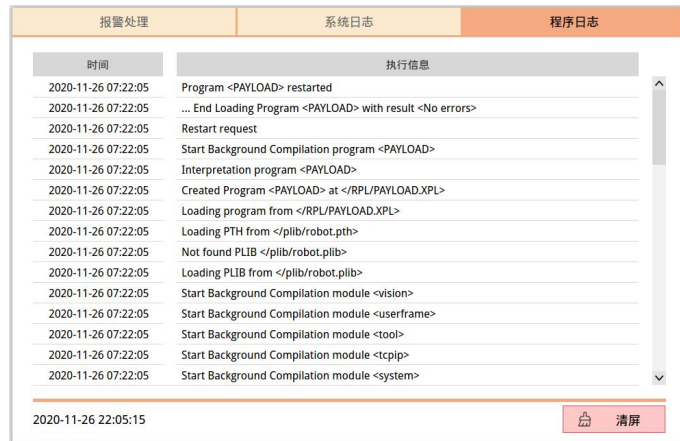 报警处理 系统日志 程序日志
时间 执行信息
2020-11-26 07:22:05 Program <PAYLOAD> restarted
2020-11-26 07:22:05 ... End Loading Program <PAYLOAD> with result <No errors>
2020-11-26 07:22:05 Restart request
2020-11-26 07:22:05 Start Background Compilation program <PAYLOAD>
2020-11-26 07:22:05 Interpretation program <PAYLOAD>
2020-11-26 07:22:05 Created Program <PAYLOAD> at </RPL/PAYLOAD.XPL>
2020-11-26 07:22:05 Loading program from </RPL/PAYLOAD.XPL>
2020-11-26 07:22:05 Loading PTH from </plib/robot.pth>
2020-11-26 07:22:05 Not found PLIB </plib/robot.plib>
2020-11-26 07:22:05 Loading PLIB from </plib/robot.plib>
2020-11-26 07:22:05 Start Background Compilation module <vision>
2020-11-26 07:22:05 Start Background Compilation module <userframe>
2020-11-26 07:22:05 Start Background Compilation module <tool>
2020-11-26 07:22:05 Start Background Compilation module <tcpip>
2020-11-26 07:22:05 Start Background Compilation module <system>
2020-11-26 22:05:15 清屏